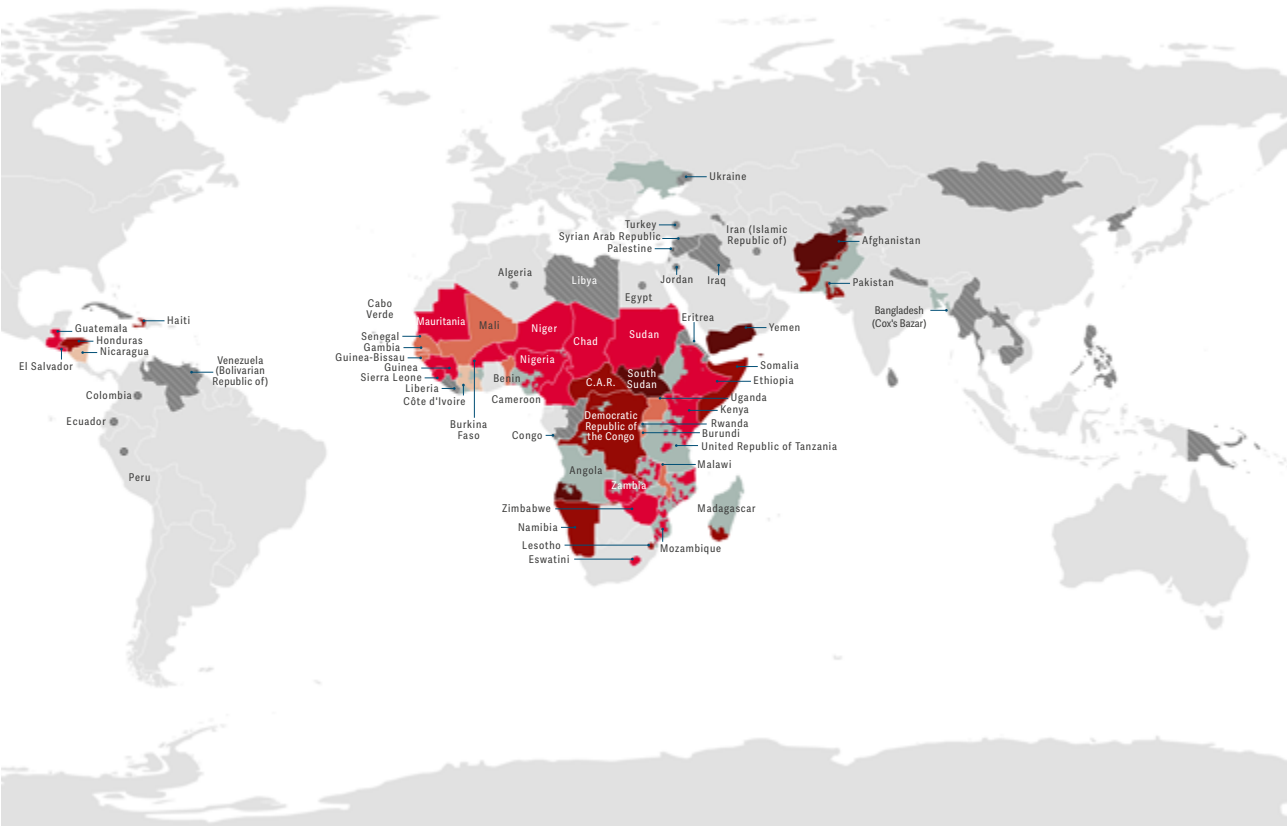 Ukraine
Turkey
Syrian Arab Republic
Palestine
Iran (Islamic
Republic of)
Afghanistan
Jordan
Iraq
Pakistan
Algeria
Libya
Egypt
Bangladesh
(Cox's Bazar)
Cabo
Verde
Mauritania
Mali
Niger
Chad
Sudan
Eritrea
Yemen
Haiti
Guatemala
Honduras
Nicaragua
El Salvador
Venezuela
(Bolivarian
Republic of)
Colombia
Ecuador
Peru
Senegal
Gambia
Guinea-Bissau
Guinea
Sierra Leone
Liberia
Côte d'Ivoire
Burkina
Faso
Nigeria
Benin
Cameroon
C.A.R.
South
Sudan
Somalia
Ethiopia
Uganda
Kenya
Rwanda
Burundi
United Republic of Tanzania
Democratic
Republic of
the Congo
Congo
Angola
Malawi
Zambia
Zimbabwe
Namibia
Lesotho
Eswatini
Mozambique
Madagascar